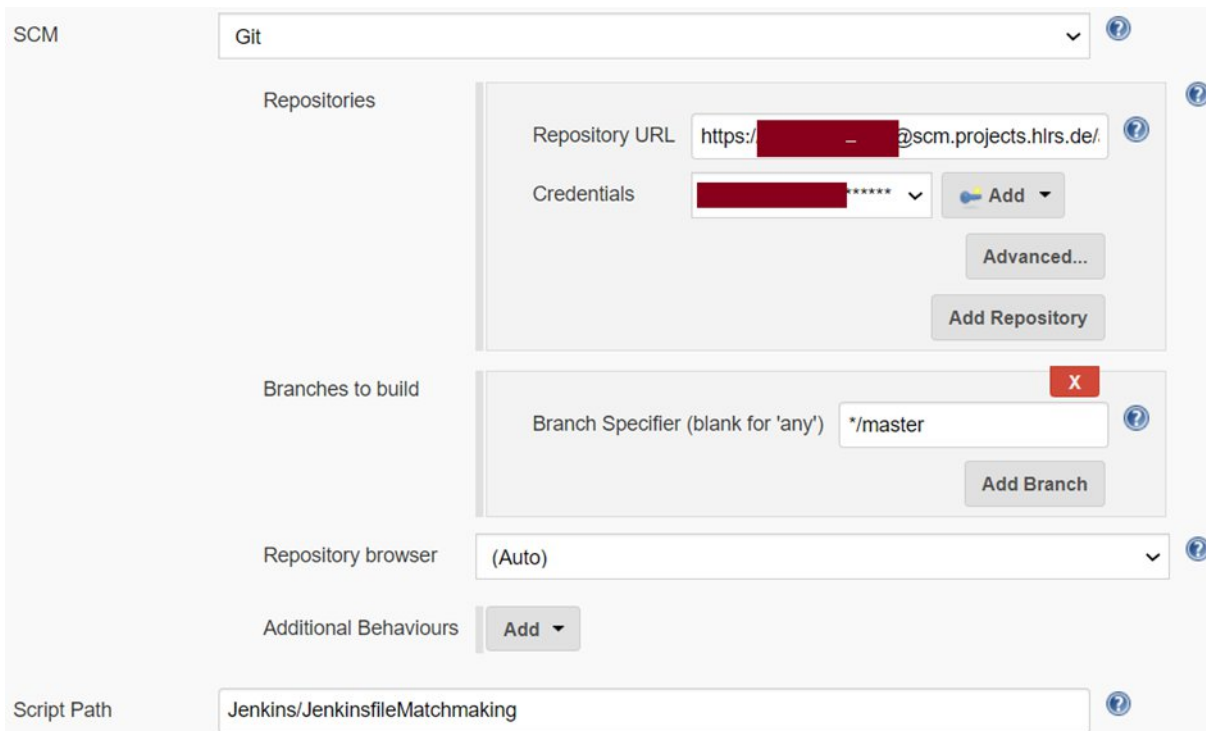 SCM
Git
Repositories
Repository URL
https:/
_
@scm.projects.hlrs.de/
Credentials
******
Add
Advanced...
Add Repository
Branches to build
X
Branch Specifier (blank for 'any')
*/master
Add Branch
Repository browser
(Auto)
Additional Behaviours
Add
Script Path
Jenkins/JenkinsfileMatchmaking